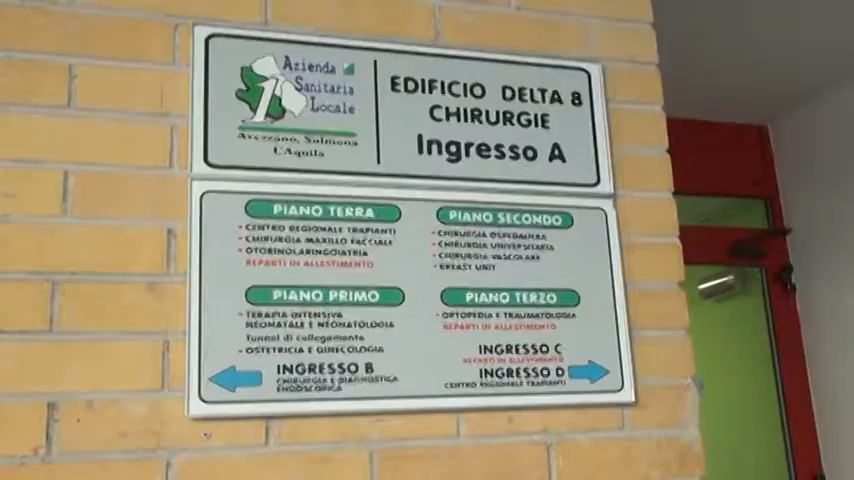 Azienda
Sanitaria
Locale
Avezzano, Sulmona
L'Aquila
EDIFICIO DELTA 8
CHIRURGIE
Ingresso A
PIANO TERRA
• CENTRO REGIONALE TRAPIANTI
• CHIRURGIA MAXILLO FACCIALE
• OTORINOLARINGOIATRIA
REPARTI IN ALLESTIMENTO
PIANO PRIMO
• TERAPIA INTENSIVA
NEONATALE E NEONATOLOGIA
Tunnel di collegamento
• OSTETRICIA E GINECOLOGIA
INGRESSO B
CHIRURGIA E DIAGNOSTICA
ENDOSCOPICA
PIANO SECONDO
• CHIRURGIA OSPEDALIERA
• CHIRURGIA UNIVERSITARIA
• CHIRURGIA VASCOLARE
• BREAST UNIT
PIANO TERZO
• ORTOPEDIA E TRAUMATOLOGIA
REPARTI IN ALLESTIMENTO
INGRESSO C
REPARTO IN ALLESTIMENTO
INGRESSO D
CENTRO REGIONALE TRAPIANTI